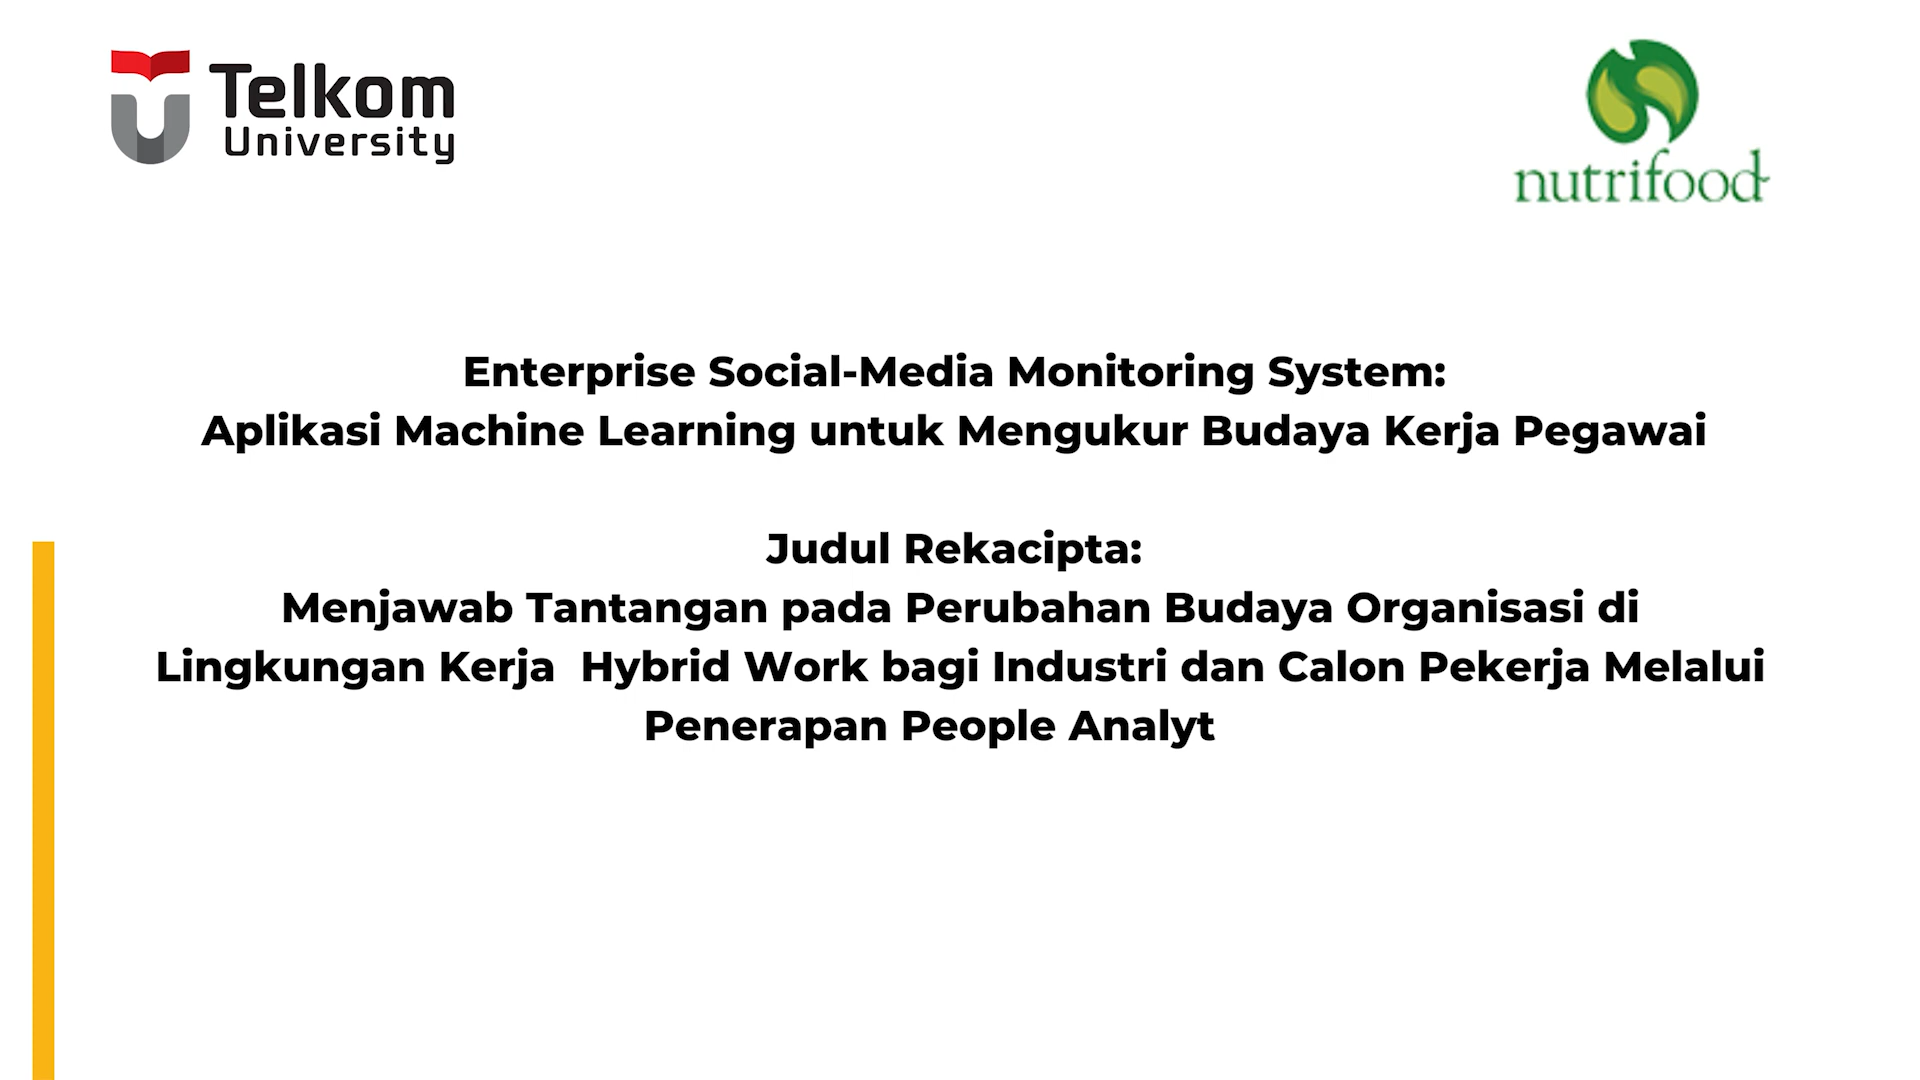 Telkom
University
nutrifood
Enterprise Social-Media Monitoring System:
Aplikasi Machine Learning untuk Mengukur Budaya Kerja Pegawai
Judul Rekacipta:
Menjawab Tantangan pada Perubahan Budaya Organisasi di
Lingkungan Kerja  Hybrid Work bagi Industri dan Calon Pekerja Melalui
Penerapan People Analyt